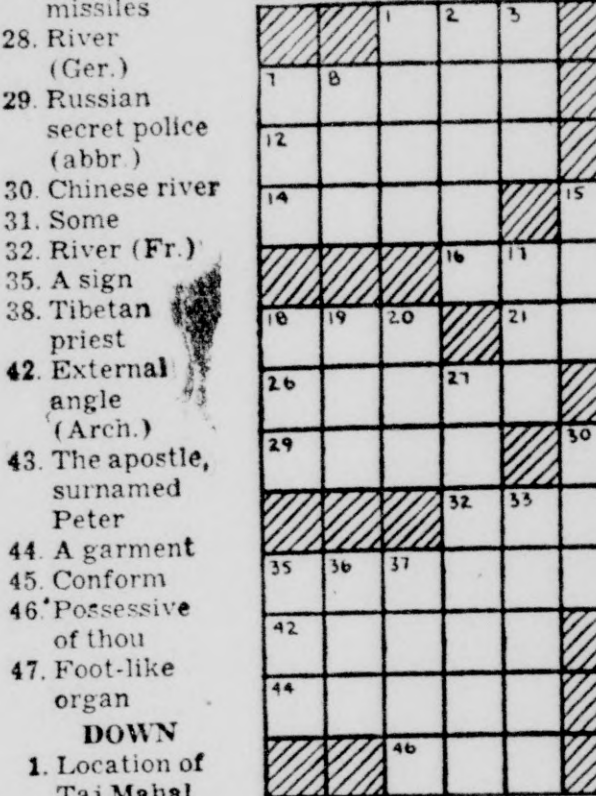 missiles
28. River
(Ger.)
29. Russian
secret police
(abbr.)
30. Chinese river
31. Some
32. River (Fr.)
35. A sign
38. Tibetan
priest
42. External
angle
(Arch.)
43. The apostle,
surnamed
Peter
44. A garment
45. Conform
46. Possessive
of thou
47. Foot-like
organ
DOWN
1. Location of
Taj Mahal
1 2 3
7 8
12
14 15
16 17
18 19 20 21
26 27
29 30
32 33
35 36 37
42
44
46